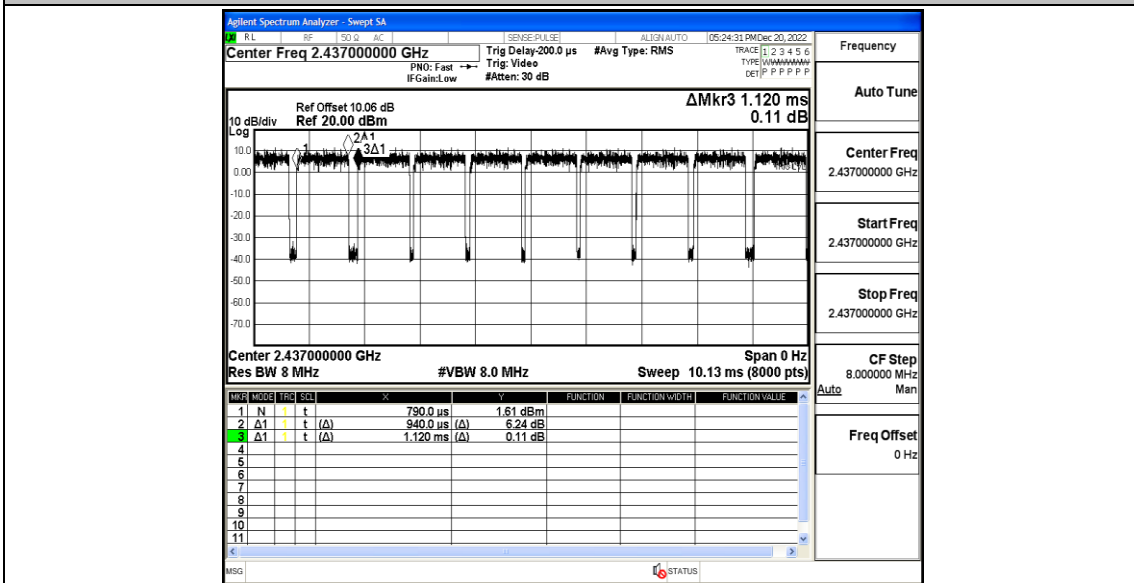 Agilent Spectrum Analyzer - Swept SA
RL RF 50 Ω AC SENSE:PULSE ALIGN AUTO 05:24:31 PM Dec 20, 2022
Center Freq 2.437000000 GHz
PNO: Fast
IFGain:Low
Trig Delay-200.0 µs
Trig: Video
#Atten: 30 dB
#Avg Type: RMS
TRACE 1 2 3 4 5 6
TYPE WWWWWW
DET P P P P P P
Ref Offset 10.06 dB
10 dB/div Ref 20.00 dBm
Log
ΔMkr3 1.120 ms
0.11 dB
10.0
0.00
-10.0
-20.0
-30.0
-40.0
-50.0
-60.0
-70.0
1
2Δ1
3Δ1
Center 2.437000000 GHz Span 0 Hz
Res BW 8 MHz #VBW 8.0 MHz Sweep 10.13 ms (8000 pts)
MKR MODE TRC SCL X Y FUNCTION FUNCTION WIDTH FUNCTION VALUE
1 N 1 t 790.0 µs 1.61 dBm
2 Δ1 1 t (Δ) 940.0 µs (Δ) 6.24 dB
3 Δ1 1 t (Δ) 1.120 ms (Δ) 0.11 dB
4
5
6
7
8
9
10
11
MSG STATUS
Frequency
Auto Tune
Center Freq
2.437000000 GHz
Start Freq
2.437000000 GHz
Stop Freq
2.437000000 GHz
CF Step
8.000000 MHz
Auto Man
Freq Offset
0 Hz